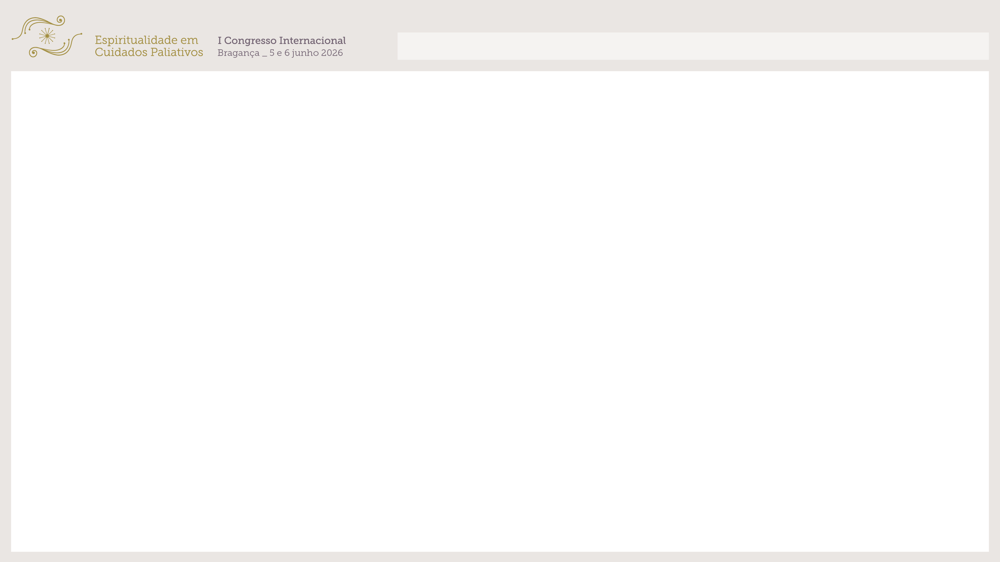 Espiritualidade em
Cuidados Paliativos
I Congresso Internacional
Bragança _ 5 e 6 junho 2026